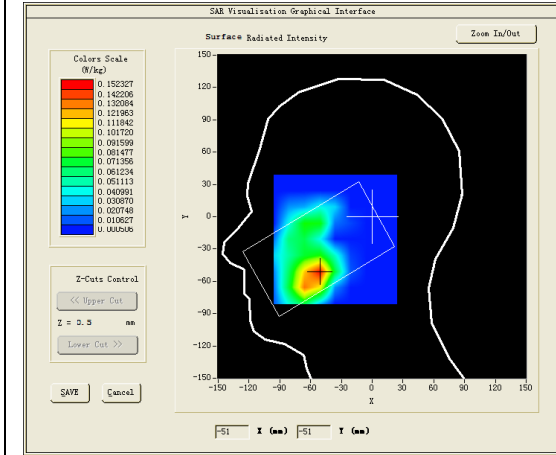 SAR Visualisation Graphical Interface
Surface Radiated Intensity
Zoom In/Out
Colors Scale
(W/kg)
0.152327
0.142206
0.132084
0.121963
0.111842
0.101720
0.091599
0.081477
0.071356
0.061234
0.051113
0.040991
0.030870
0.020748
0.010627
0.000506
150
120
90
60
30
0
-30
-60
-90
-120
-150
Y
-150 -120 -90 -60 -30 0 30 60 90 120 150
X
Z-Cuts Control
<< Upper Cut
Z = 0.5 mm
Lower Cut >>
SAVE Cancel
-51 X (mm) -51 Y (mm)